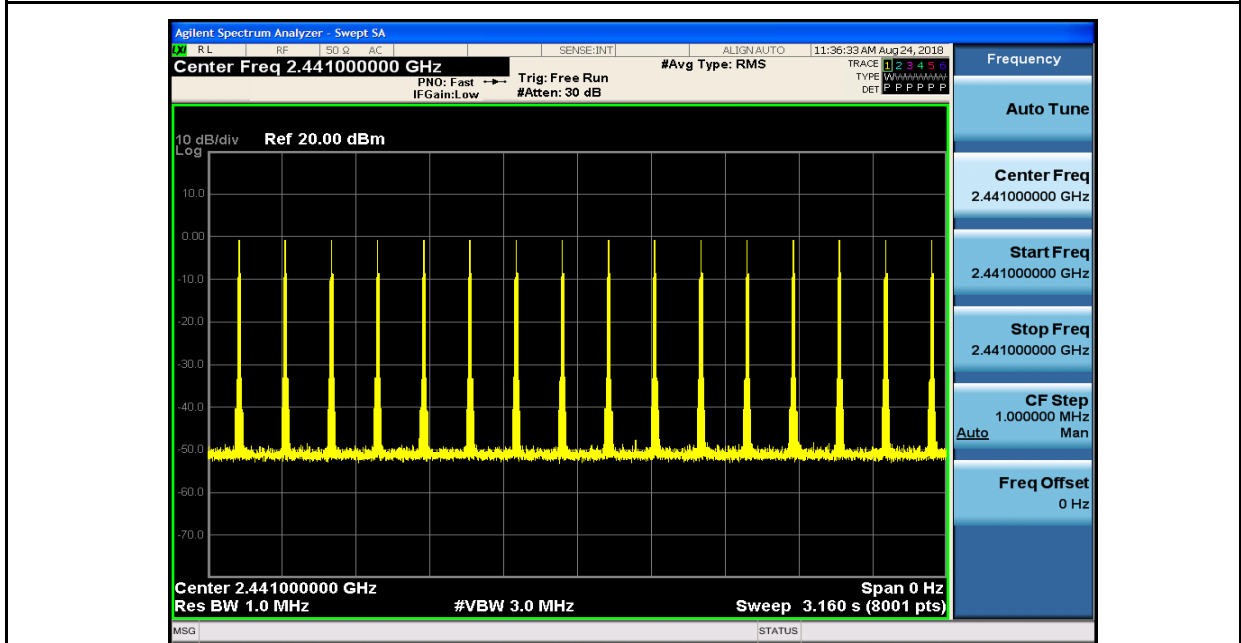 Agilent Spectrum Analyzer - Swept SA
LXI RL RF 50 Ω AC SENSE:INT ALIGN AUTO 11:36:33 AM Aug 24, 2018
Center Freq 2.441000000 GHz #Avg Type: RMS TRACE 1 2 3 4 5 6
PNO: Fast Trig: Free Run TYPE WWWWWW
IFGain:Low #Atten: 30 dB DET P P P P P P
10 dB/div Ref 20.00 dBm
Log
10.0
0.00
-10.0
-20.0
-30.0
-40.0
-50.0
-60.0
-70.0
Center 2.441000000 GHz Span 0 Hz
Res BW 1.0 MHz #VBW 3.0 MHz Sweep 3.160 s (8001 pts)
MSG STATUS
Frequency
Auto Tune
Center Freq
2.441000000 GHz
Start Freq
2.441000000 GHz
Stop Freq
2.441000000 GHz
CF Step
1.000000 MHz
Auto Man
Freq Offset
0 Hz